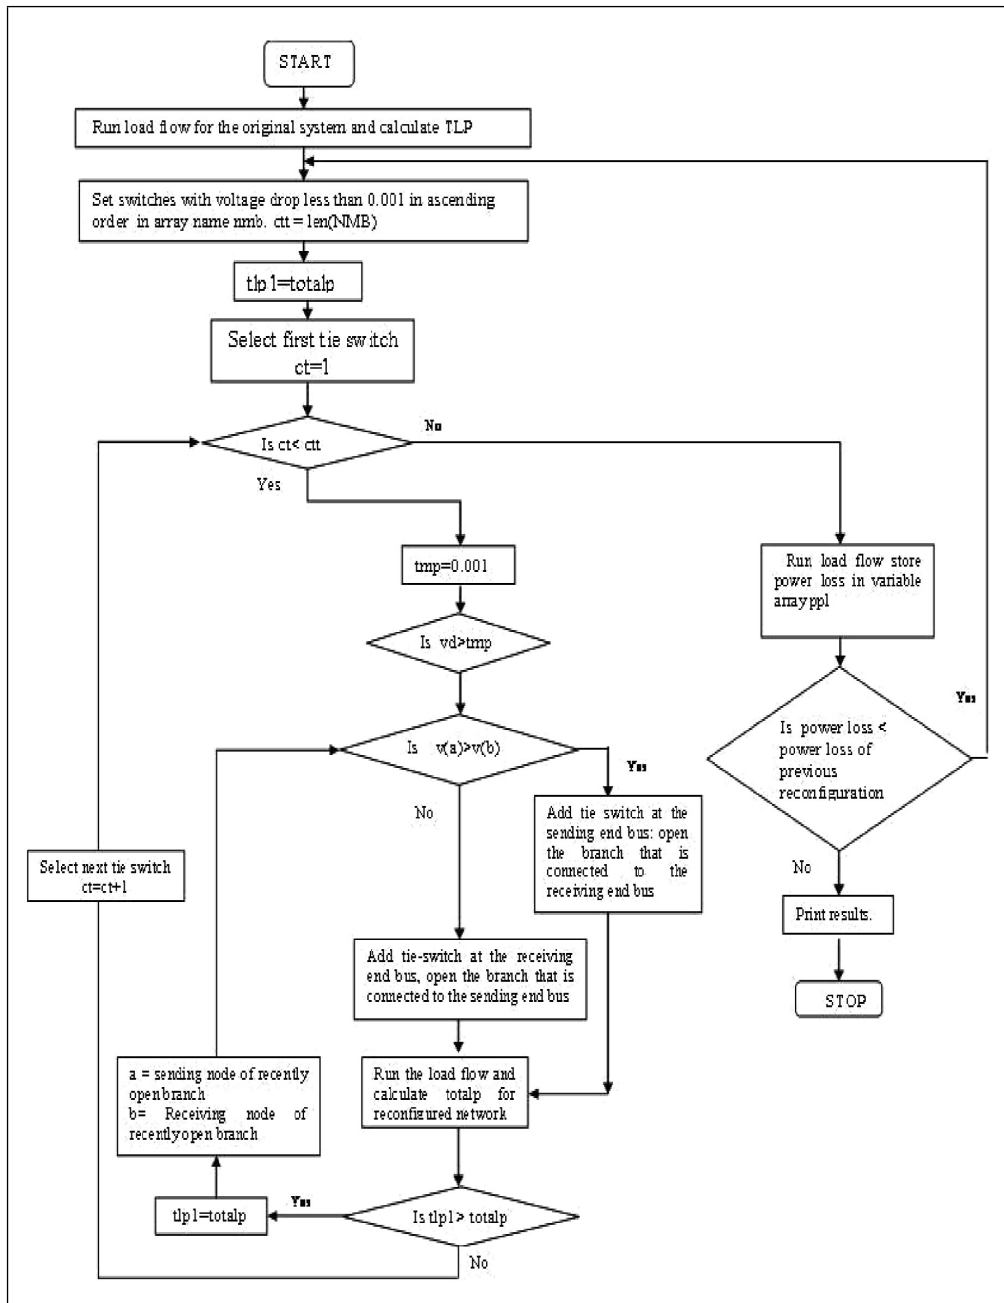 START
Run load flow for the original system and calculate TLP
Set switches with voltage drop less than 0.001 in ascending
order in array name nmb. ctt = len(NMB)
tlp1=totalp
Select first tie switch
ct=1
Is ct< ctt
No
Yes
tmp=0.001
Run load flow store
power loss in variable
array ppl
Is vd>tmp
Is v(a)>v(b)
Yes
No
Is power loss <
power loss of
previous
reconfiguration
Yes
No
Add tie switch at the
sending end bus: open
the branch that is
connected to the
receiving end bus
Select next tie switch
ct=ct+1
Print results.
Add tie-switch at the receiving
end bus, open the branch that is
connected to the sending end bus
STOP
a = sending node of recently
open branch
b= Receiving node of
recently open branch
Run the load flow and
calculate totalp for
reconfigured network
tlp1=totalp
Yes
Is tlp1> totalp
No